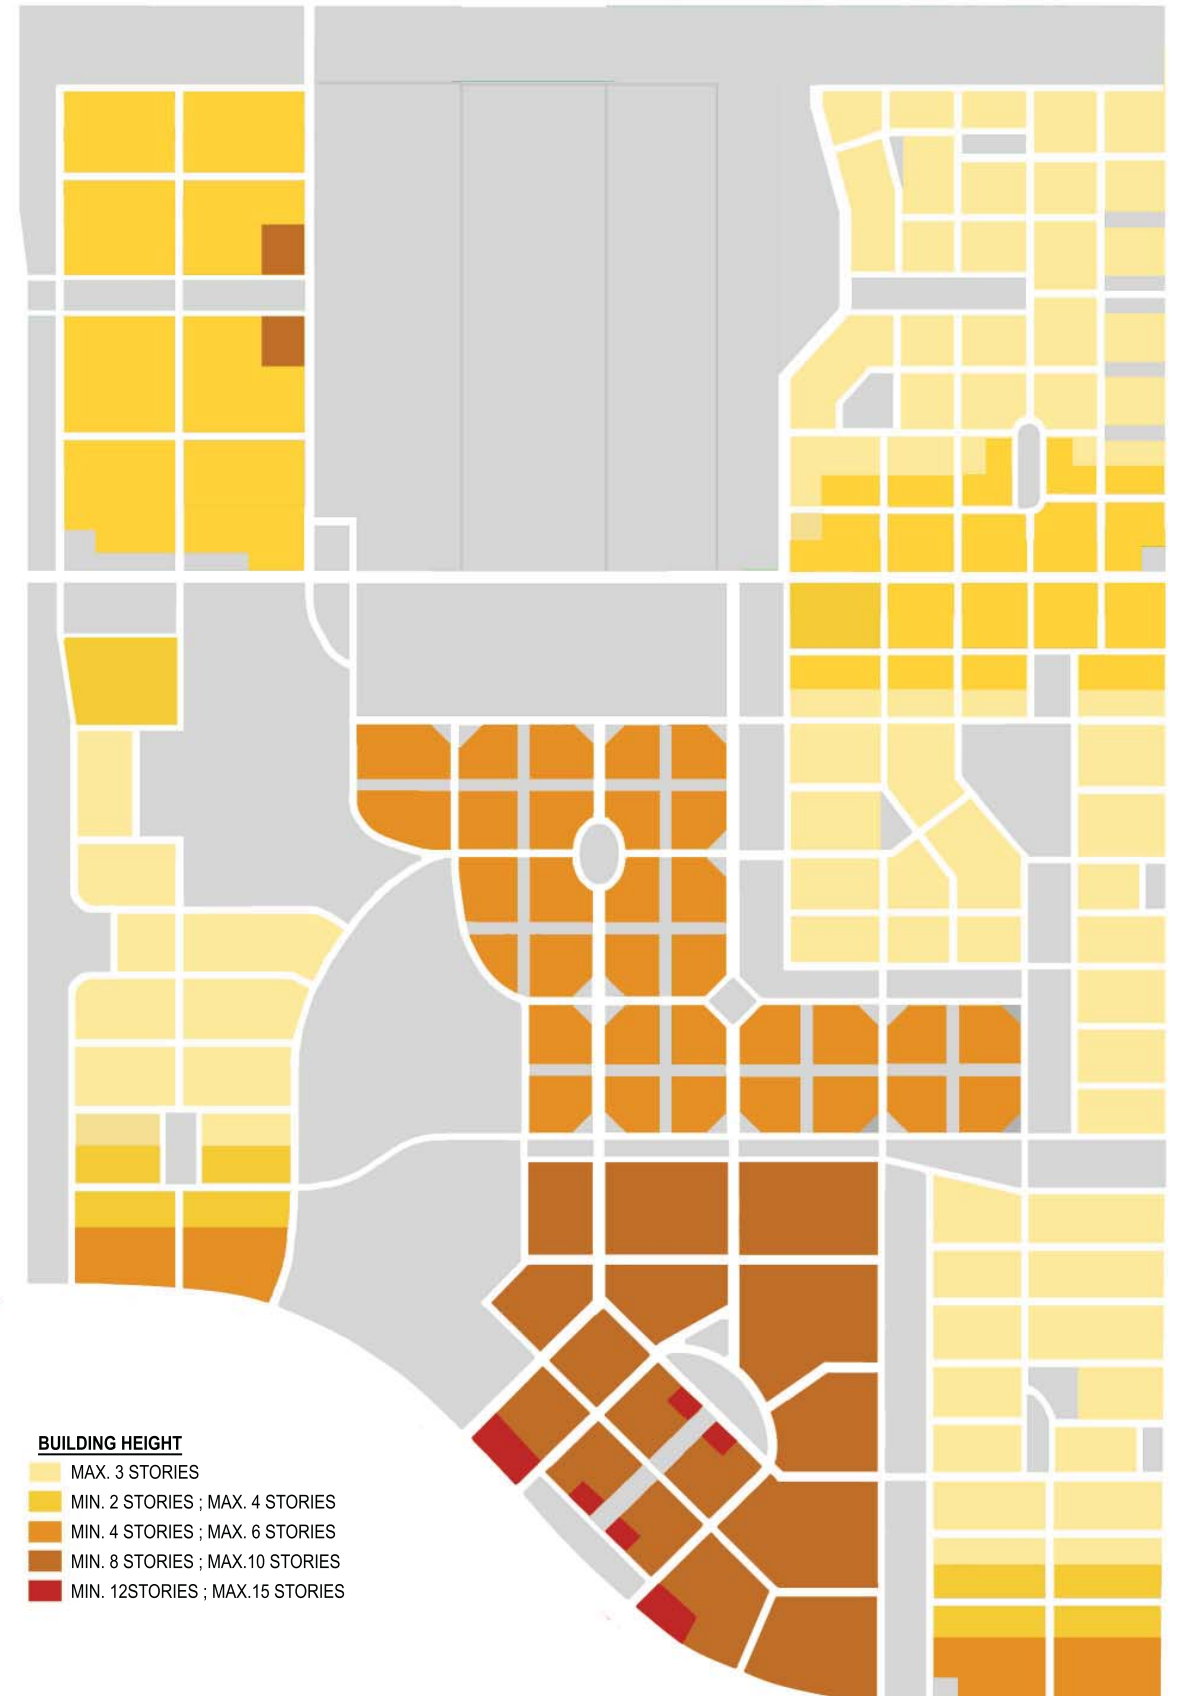 BUILDING HEIGHT
MAX. 3 STORIES
MIN. 2 STORIES ; MAX. 4 STORIES
MIN. 4 STORIES ; MAX. 6 STORIES
MIN. 8 STORIES ; MAX.10 STORIES
MIN. 12STORIES ; MAX.15 STORIES